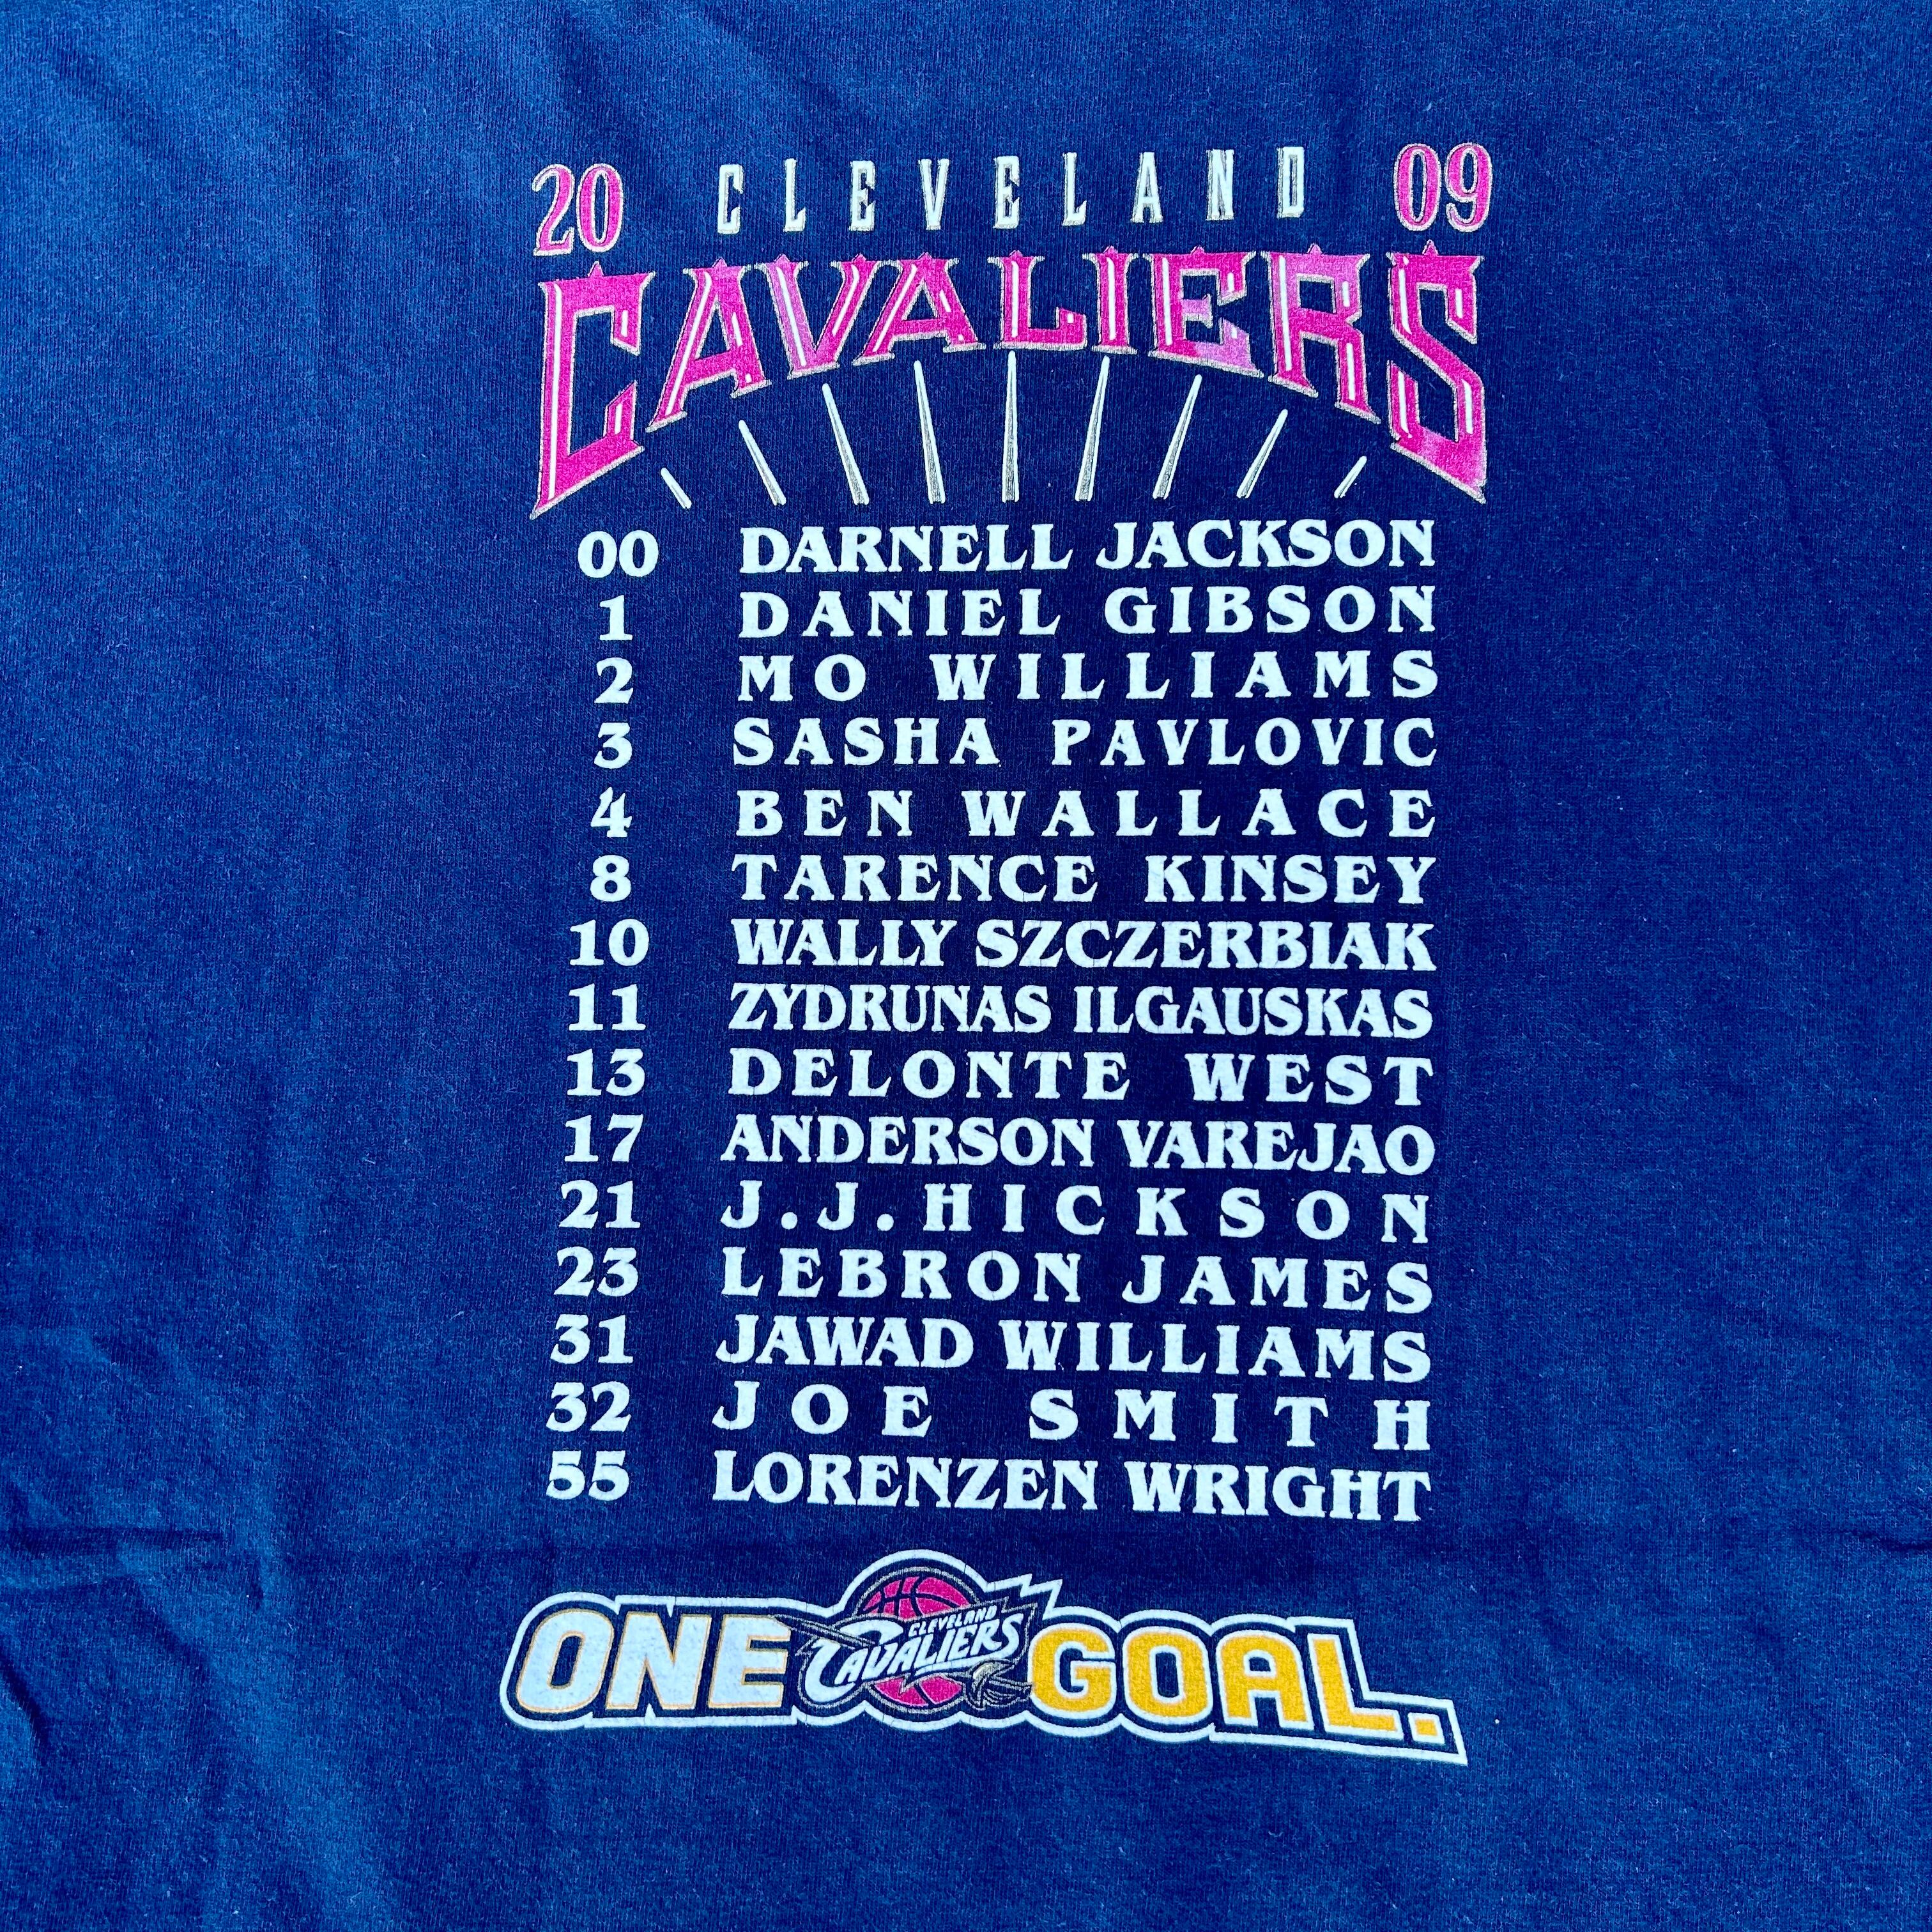 20 CLEVELAND 09
CAVALIERS
00 DARNELL JACKSON
1 DANIEL GIBSON
2 MO WILLIAMS
3 SASHA PAVLOVIC
4 BEN WALLACE
8 TARENCE KINSEY
10 WALLY SZCZERBIAK
11 ZYDRUNAS ILGAUSKAS
13 DELONTE WEST
17 ANDERSON VAREJAO
21 J.J. HICKSON
23 LEBRON JAMES
31 JAWAD WILLIAMS
32 JOE SMITH
55 LORENZEN WRIGHT
CLEVELAND
ONE CAVALIERS GOAL.